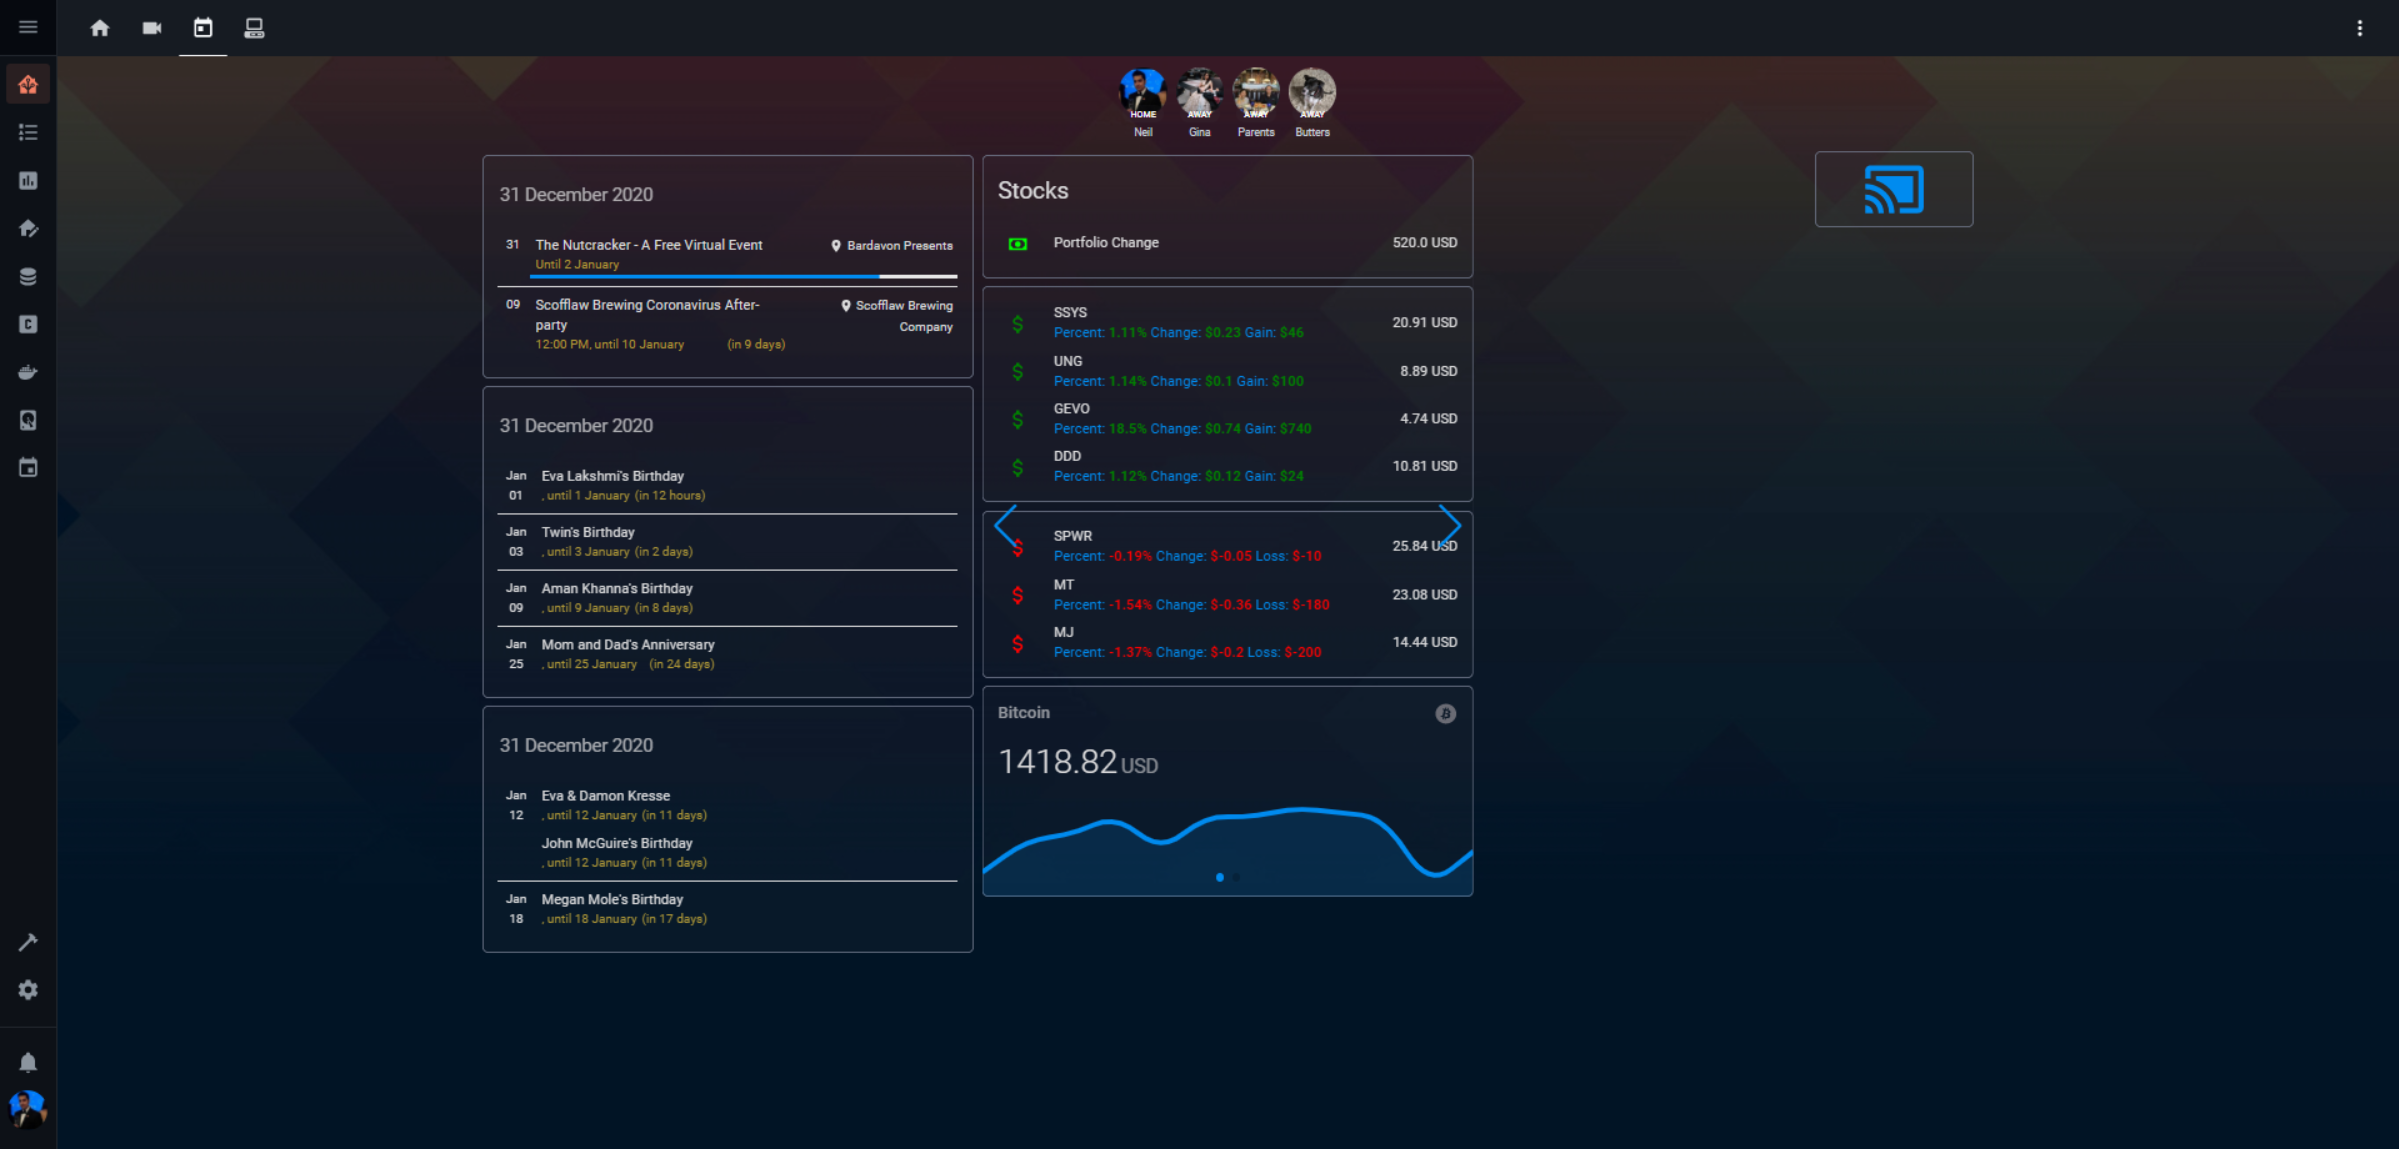 HOME
AWAY
AWAY
AWAY
Neil
Gina
Parents
Butters
31 December 2020
31
The Nutcracker - A Free Virtual Event
Bardavon Presents
Until 2 January
09
Scofflaw Brewing Coronavirus After-
party
Scofflaw Brewing
Company
12:00 PM, until 10 January
(in 9 days)
31 December 2020
Jan
01
Eva Lakshmi's Birthday
, until 1 January (in 12 hours)
Jan
03
Twin's Birthday
, until 3 January (in 2 days)
Jan
09
Aman Khanna's Birthday
, until 9 January (in 8 days)
Jan
25
Mom and Dad's Anniversary
, until 25 January (in 24 days)
31 December 2020
Jan
12
Eva & Damon Kresse
, until 12 January (in 11 days)
John McGuire's Birthday
, until 12 January (in 11 days)
Jan
18
Megan Mole's Birthday
, until 18 January (in 17 days)
Stocks
Portfolio Change
520.0 USD
SSYS
Percent: 1.11% Change: $0.23 Gain: $46
20.91 USD
UNG
Percent: 1.14% Change: $0.1 Gain: $100
8.89 USD
GEVO
Percent: 18.5% Change: $0.74 Gain: $740
4.74 USD
DDD
Percent: 1.12% Change: $0.12 Gain: $24
10.81 USD
SPWR
Percent: -0.19% Change: $-0.05 Loss: $-10
25.84 USD
MT
Percent: -1.54% Change: $-0.36 Loss: $-180
23.08 USD
MJ
Percent: -1.37% Change: $-0.2 Loss: $-200
14.44 USD
Bitcoin
1418.82 USD